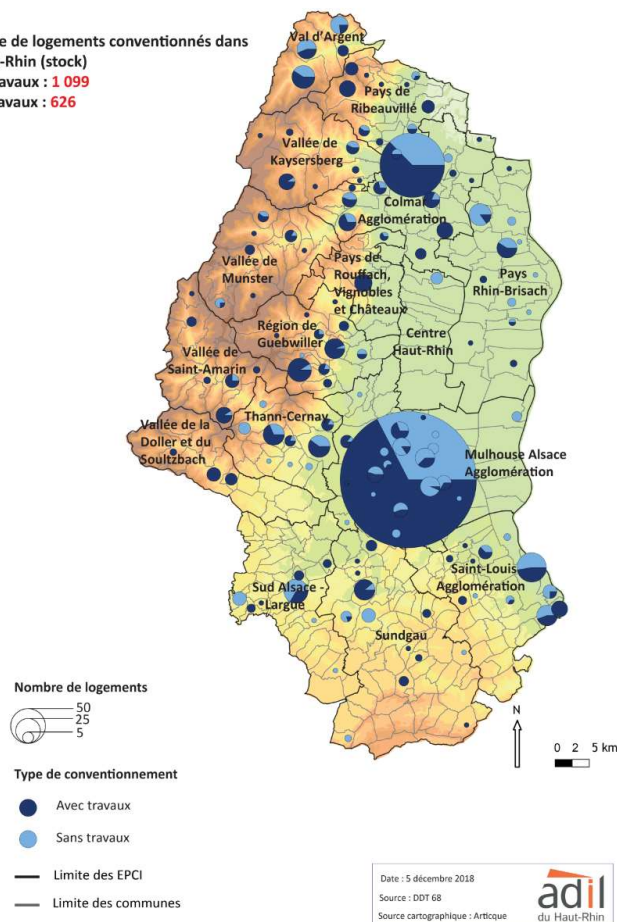 e de logements conventionnés dans
-Rhin (stock)
ravaux : 1 099
ravaux : 626
Val d'Argent
Pays de
Ribeauvillé
Vallée de
Kaysersberg
Colmar
Agglomération
Vallée de
Munster
Pays de
Rouffach,
Vignobles
et Châteaux
Pays
Rhin-Brisach
Région de
Guebwiller
Centre
Haut-Rhin
Vallée de
Saint-Amarin
Thann-Cernay
Vallée de la
Doller et du
Soultzbach
Mulhouse Alsace
Agglomération
Saint-Louis
Agglomération
Sud Alsace -
Largue
Sundgau
Nombre de logements
50
25
5
N
0 2 5 km
Type de conventionnement
Avec travaux
Sans travaux
Limite des EPCI
Limite des communes
Date : 5 décembre 2018
Source : DDT 68
Source cartographique : Articque
adil
du Haut-Rhin